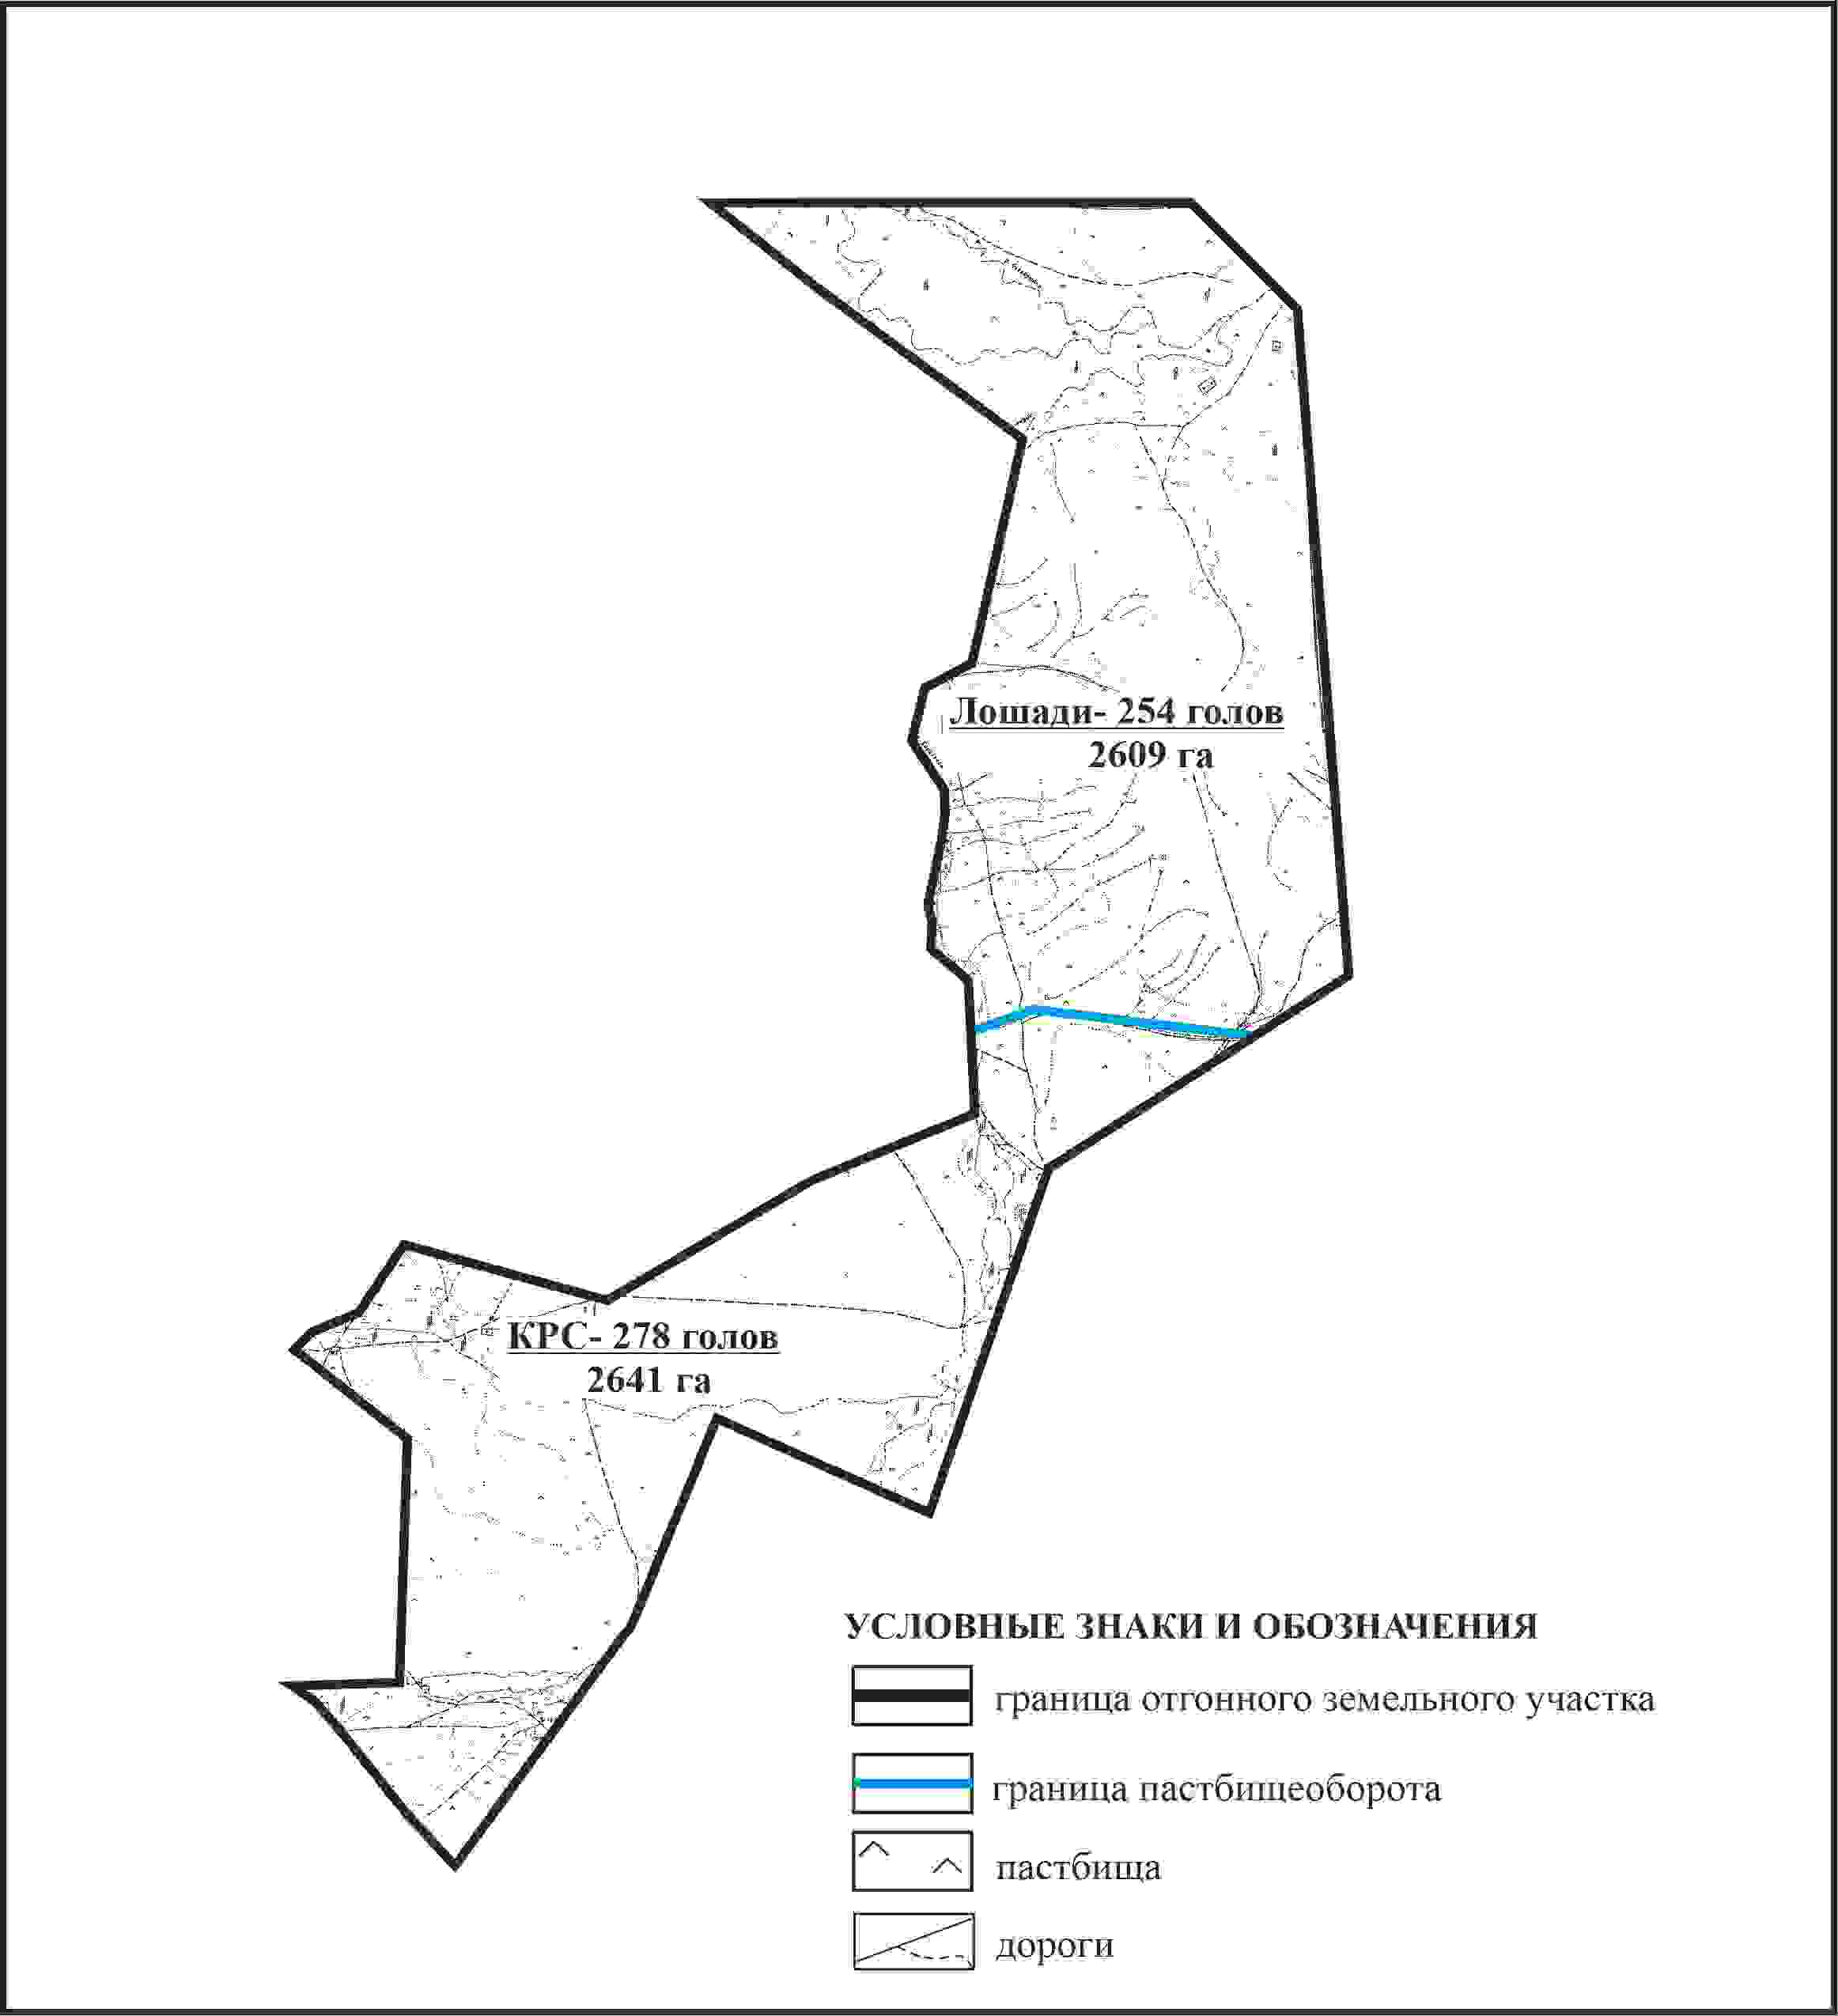 Лошади- 254 голов
2609 га
КРС- 278 голов
2641 га
УСЛОВНЫЕ ЗНАКИ И ОБОЗНАЧЕНИЯ
граница отгонного земельного участка
граница пастбищеоборота
пастбища
дороги